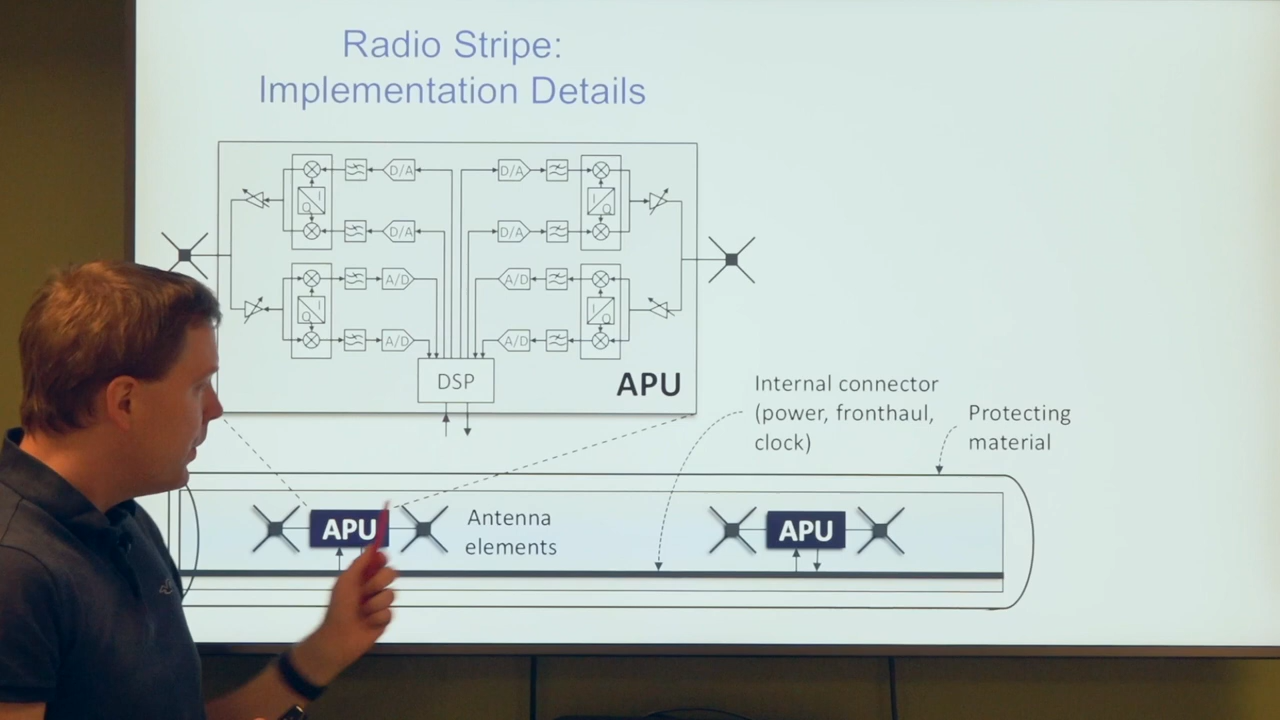 Radio Stripe:
Implementation Details
D/A
D/A
I
Q
I
Q
D/A
D/A
A/D
A/D
I
Q
I
Q
A/D
A/D
DSP
APU
Internal connector
(power, fronthaul,
clock)
Protecting
material
APU
Antenna
elements
APU